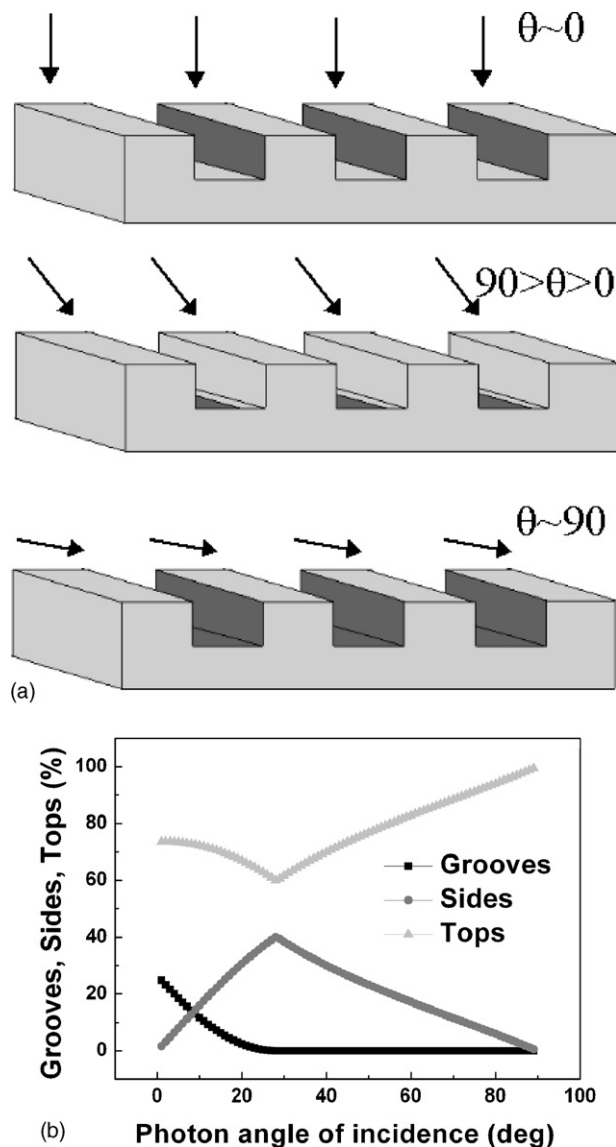 θ~0
90>θ>0
θ~90
(a)
Grooves, Sides, Tops (%)
100
80
60
40
20
0
Grooves
Sides
Tops
0 20 40 60 80 100
(b)
Photon angle of incidence (deg)